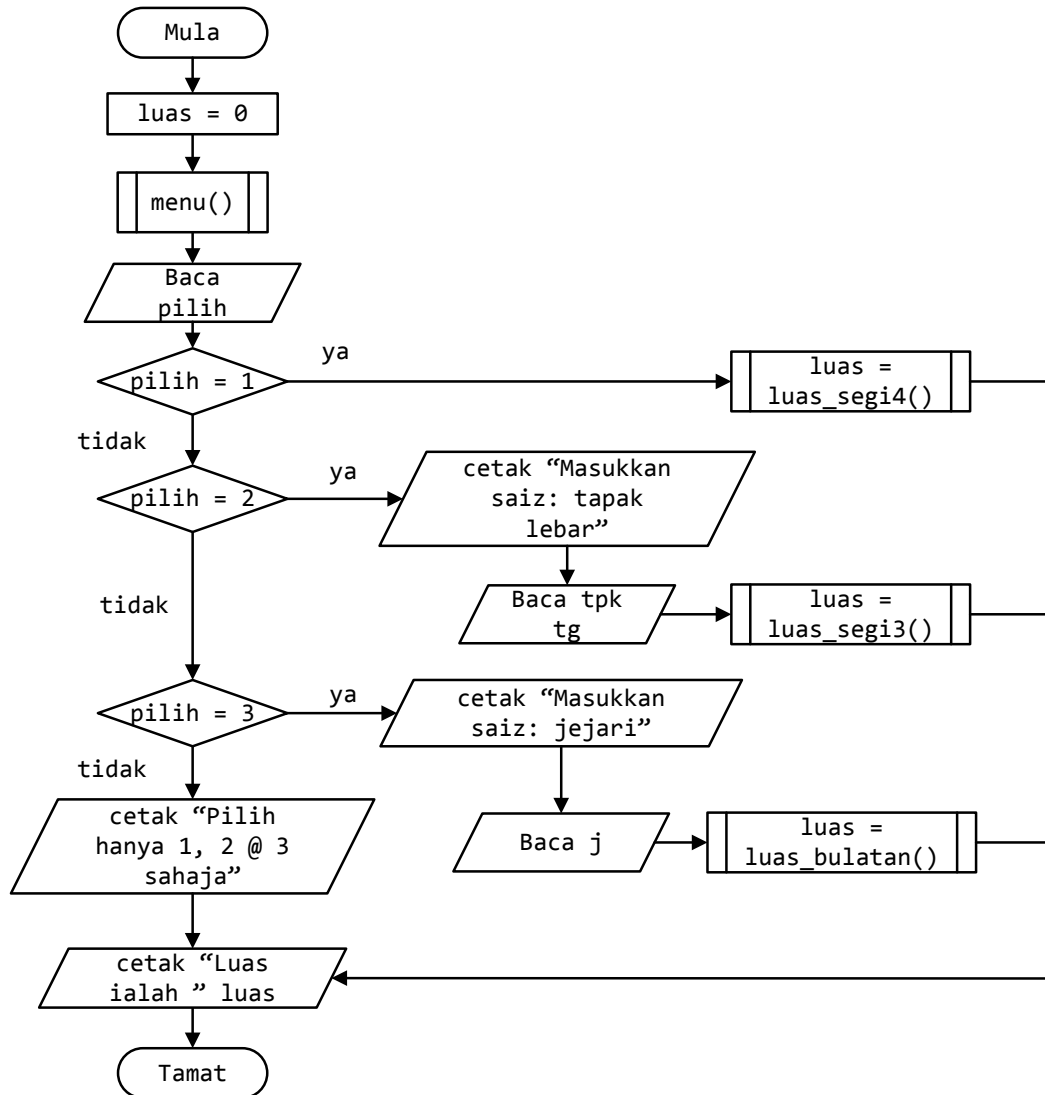 Mula
luas = 0
menu()
Baca
pilih
ya
pilih = 1
luas =
luas_segi4()
tidak
ya
pilih = 2
cetak “Masukkan
saiz: tapak
lebar”
tidak
Baca tpk
tg
luas =
luas_segi3()
ya
pilih = 3
cetak “Masukkan
saiz: jejari”
tidak
cetak “Pilih
hanya 1, 2 @ 3
sahaja”
Baca j
luas =
luas_bulatan()
cetak “Luas
ialah ” luas
Tamat